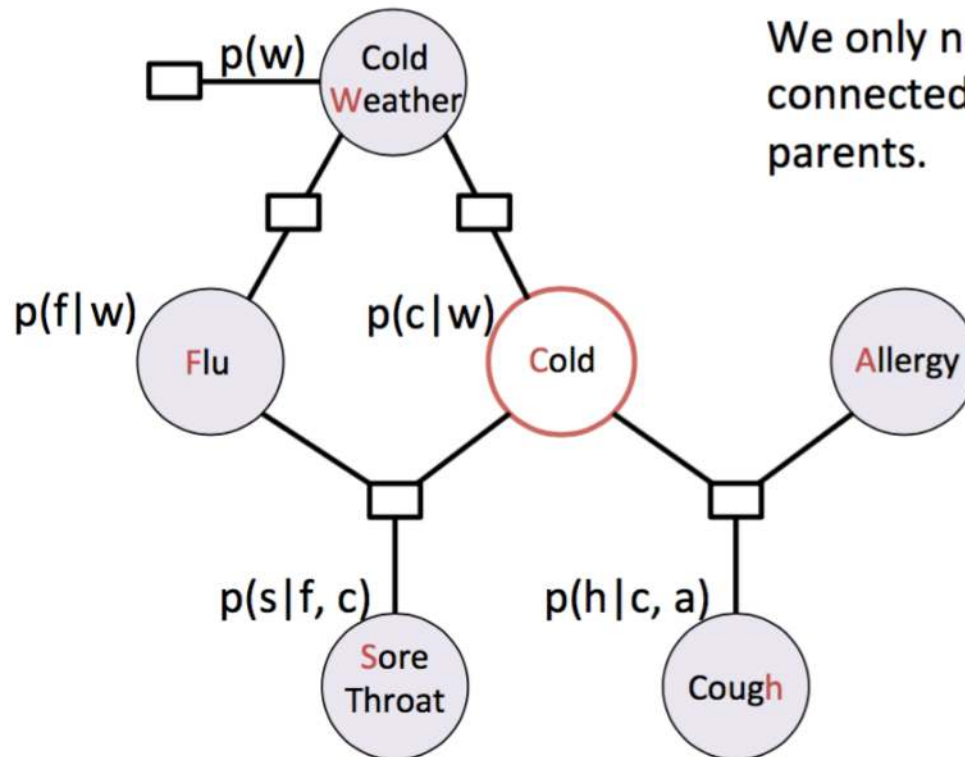 We only n
connected
parents.
p(w)
Cold
Weather
p(f|w)
p(c|w)
Flu
Cold
Allergy
p(s|f, c)
p(h|c, a)
Sore
Throat
Cough